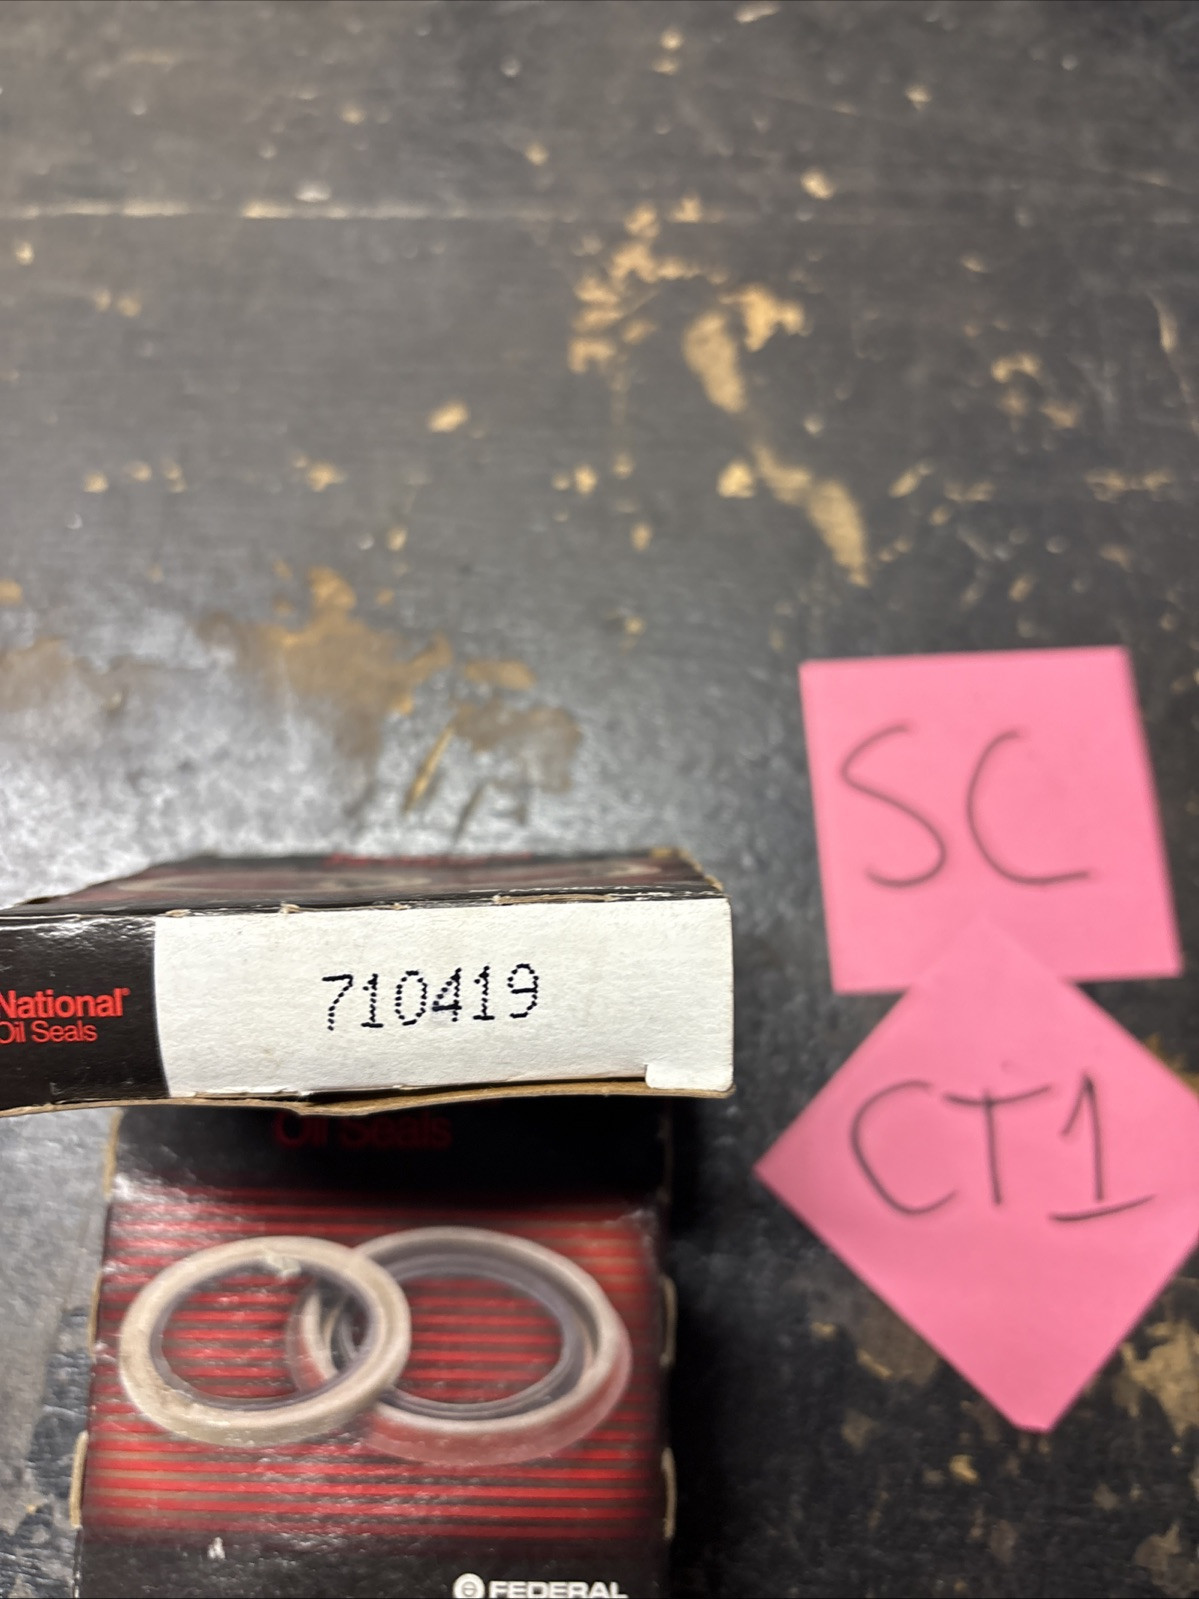 SC
National®
Oil Seals
710419
CT1
Oil Seals
FEDERAL